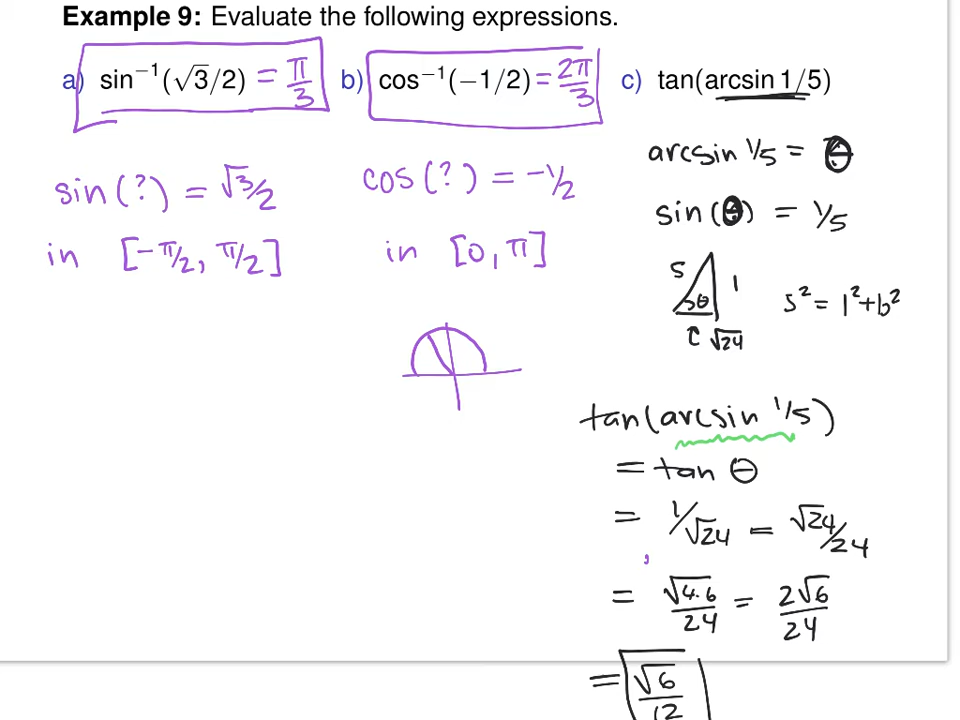 Example 9: Evaluate the following expressions.
a) sin⁻¹(√3/2) = π/3
b) cos⁻¹(−1/2) = 2π/3
c) tan(arcsin 1/5)
sin(?) = √3/2
in [-π/2, π/2]
cos(?) = -1/2
in [0, π]
arcsin 1/5 = θ
sin(θ) = 1/5
5 1
θ
√24
5² = 1² + b²
tan(arcsin 1/5)
= tan θ
= 1/√24 = √24/24
= √4·6/24 = 2√6/24
= √6/12